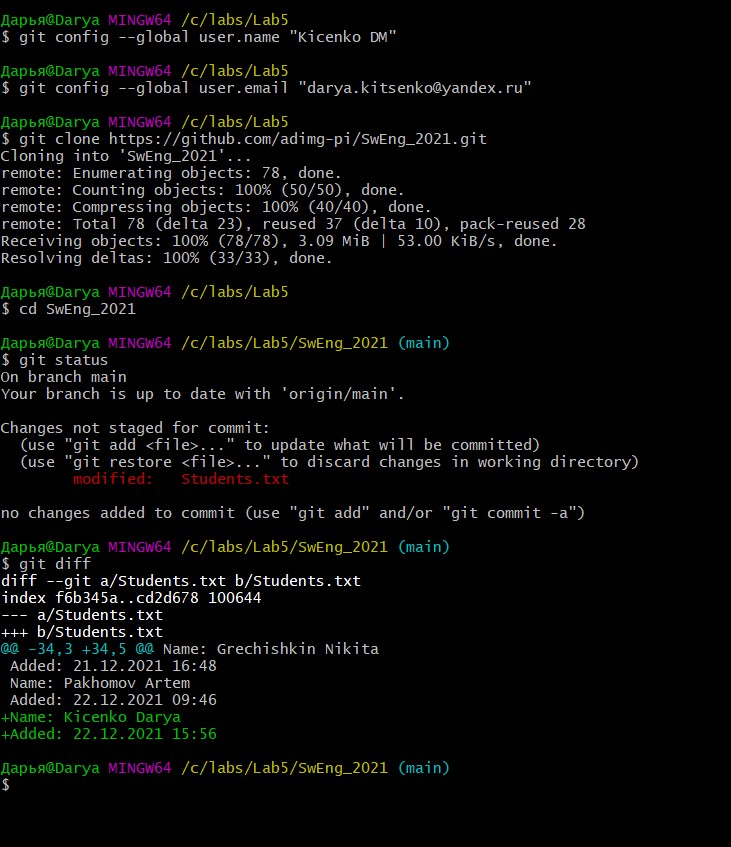 Дарья@Darya MINGW64 /c/labs/Lab5
$ git config --global user.name "Kicenko DM"
Дарья@Darya MINGW64 /c/labs/Lab5
$ git config --global user.email "darya.kitsenko@yandex.ru"
Дарья@Darya MINGW64 /c/labs/Lab5
$ git clone https://github.com/adimg-pi/SwEng_2021.git
Cloning into 'SwEng_2021'...
remote: Enumerating objects: 78, done.
remote: Counting objects: 100% (50/50), done.
remote: Compressing objects: 100% (40/40), done.
remote: Total 78 (delta 23), reused 37 (delta 10), pack-reused 28
Receiving objects: 100% (78/78), 3.09 MiB | 53.00 KiB/s, done.
Resolving deltas: 100% (33/33), done.
Дарья@Darya MINGW64 /c/labs/Lab5
$ cd SwEng_2021
Дарья@Darya MINGW64 /c/labs/Lab5/SwEng_2021 (main)
$ git status
On branch main
Your branch is up to date with 'origin/main'.
Changes not staged for commit:
  (use "git add <file>..." to update what will be committed)
  (use "git restore <file>..." to discard changes in working directory)
        modified:   Students.txt
no changes added to commit (use "git add" and/or "git commit -a")
Дарья@Darya MINGW64 /c/labs/Lab5/SwEng_2021 (main)
$ git diff
diff --git a/Students.txt b/Students.txt
index f6b345a..cd2d678 100644
--- a/Students.txt
+++ b/Students.txt
@@ -34,3 +34,5 @@ Name: Grechishkin Nikita
 Added: 21.12.2021 16:48
 Name: Pakhomov Artem
 Added: 22.12.2021 09:46
+Name: Kicenko Darya
+Added: 22.12.2021 15:56
Дарья@Darya MINGW64 /c/labs/Lab5/SwEng_2021 (main)
$